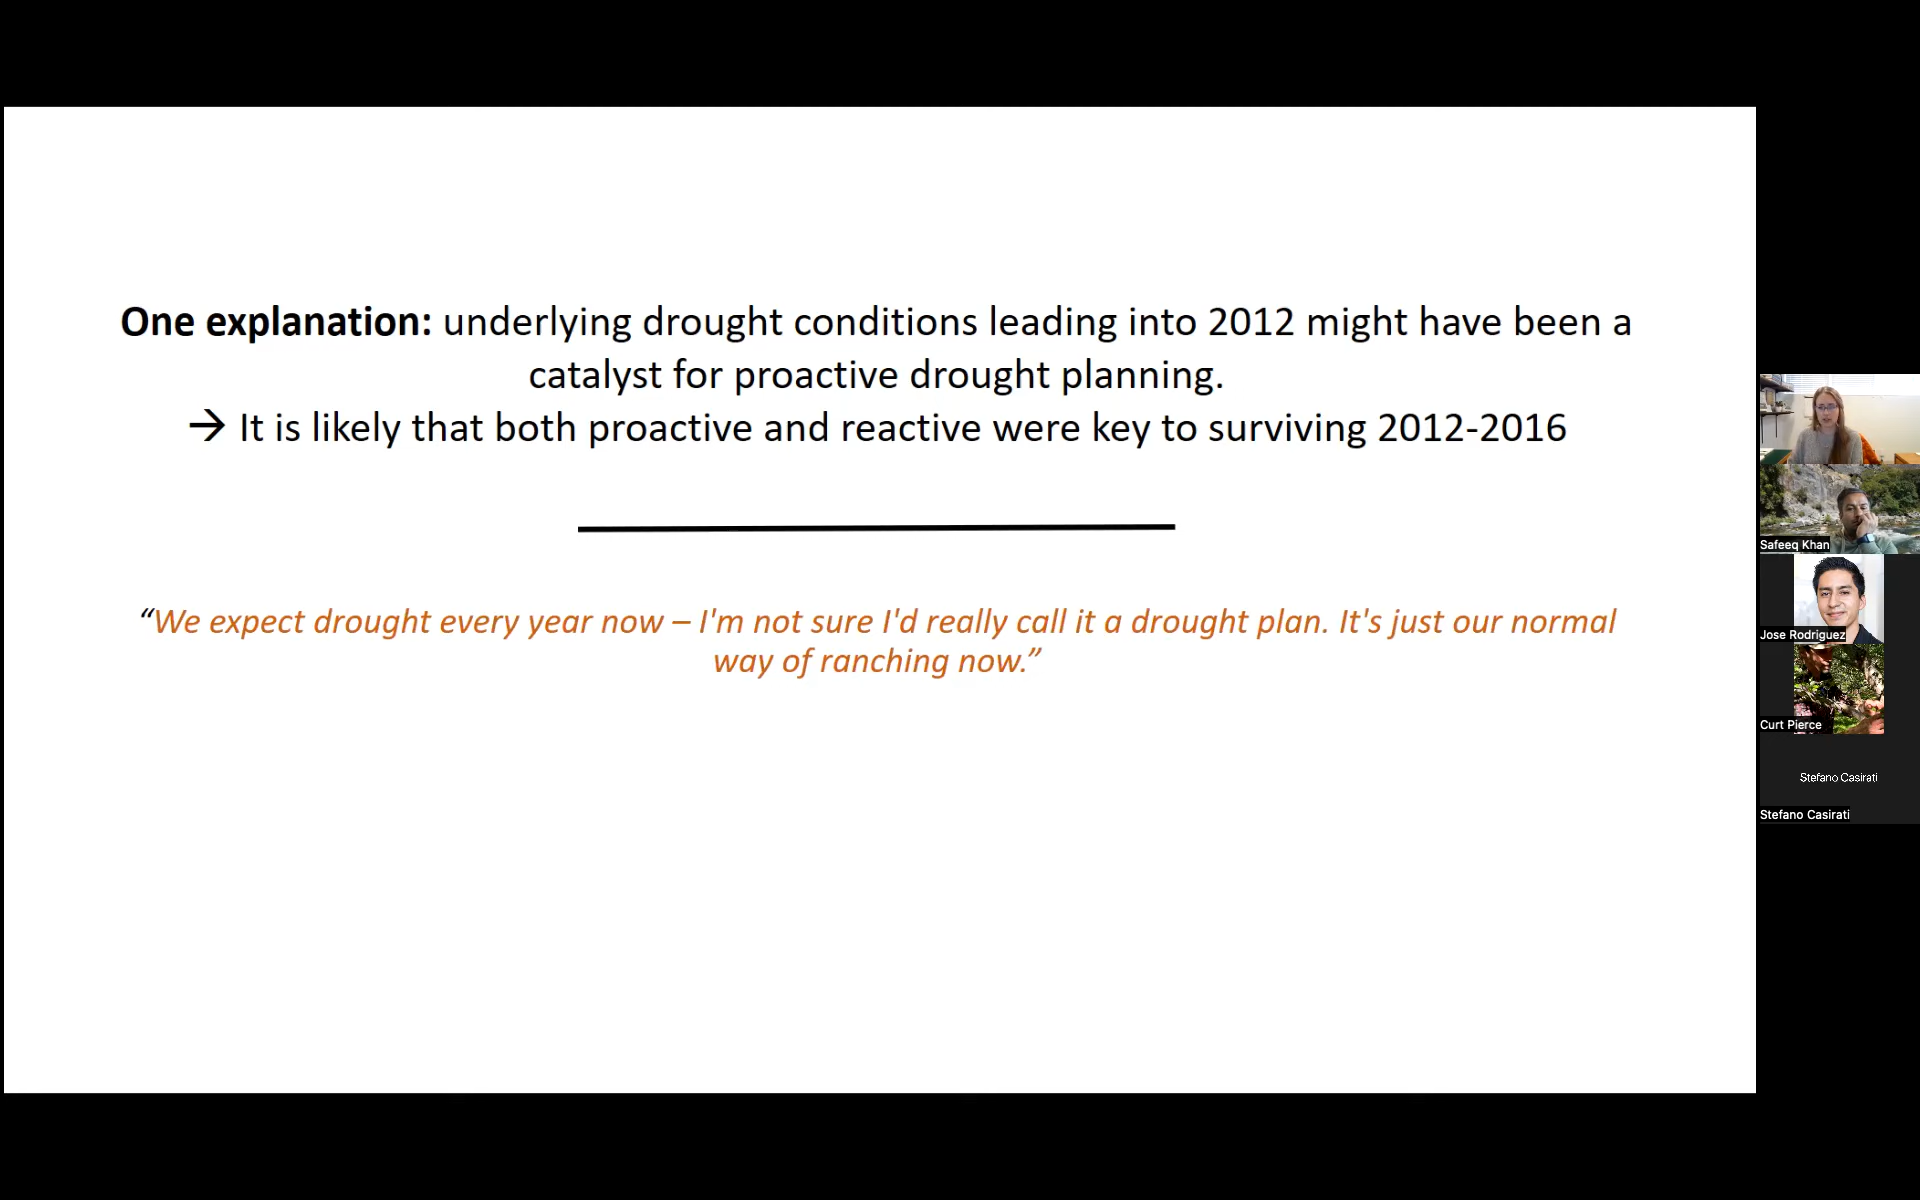 One explanation: underlying drought conditions leading into 2012 might have been a
catalyst for proactive drought planning.
→ It is likely that both proactive and reactive were key to surviving 2012-2016
“We expect drought every year now – I'm not sure I'd really call it a drought plan. It's just our normal
way of ranching now.”
Safeeq Khan
Jose Rodriguez
Curt Pierce
Stefano Casirati
Stefano Casirati